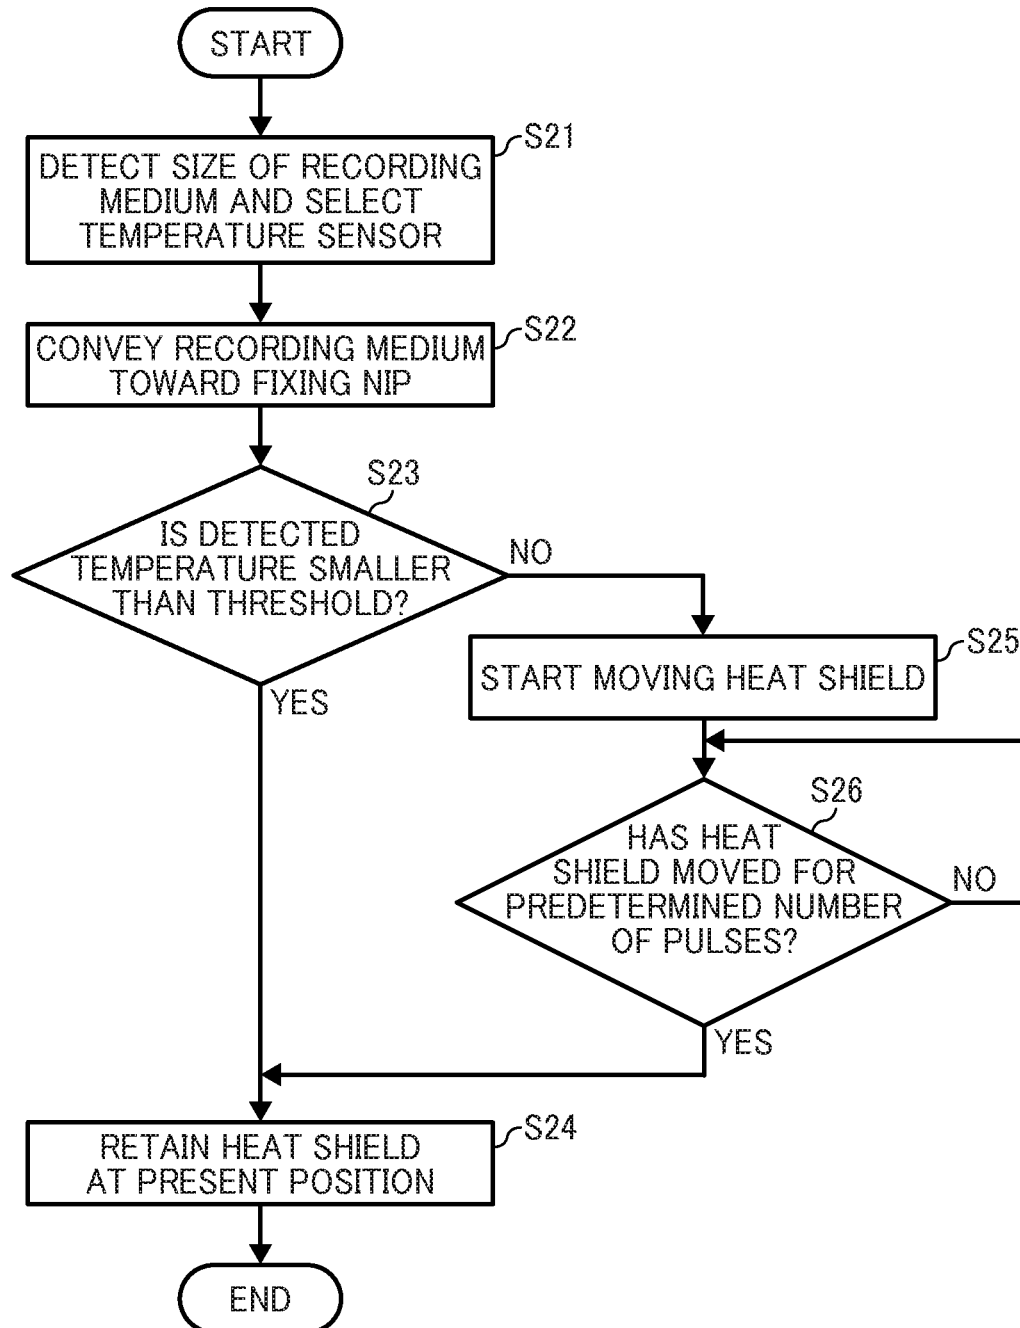 START
S21
DETECT SIZE OF RECORDING
MEDIUM AND SELECT
TEMPERATURE SENSOR
S22
CONVEY RECORDING MEDIUM
TOWARD FIXING NIP
S23
IS DETECTED
TEMPERATURE SMALLER
THAN THRESHOLD?
NO
YES
S25
START MOVING HEAT SHIELD
S26
HAS HEAT
SHIELD MOVED FOR
PREDETERMINED NUMBER
OF PULSES?
NO
YES
S24
RETAIN HEAT SHIELD
AT PRESENT POSITION
END